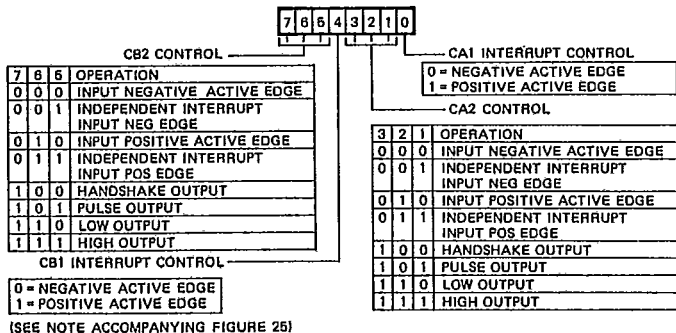 7 6 5 4 3 2 1 0
CB2 CONTROL
7 6 5 OPERATION
0 0 0 INPUT NEGATIVE ACTIVE EDGE
0 0 1 INDEPENDENT INTERRUPT
INPUT NEG EDGE
0 1 0 INPUT POSITIVE ACTIVE EDGE
0 1 1 INDEPENDENT INTERRUPT
INPUT POS EDGE
1 0 0 HANDSHAKE OUTPUT
1 0 1 PULSE OUTPUT
1 1 0 LOW OUTPUT
1 1 1 HIGH OUTPUT
CB1 INTERRUPT CONTROL
0 = NEGATIVE ACTIVE EDGE
1 = POSITIVE ACTIVE EDGE
(SEE NOTE ACCOMPANYING FIGURE 25)
CA1 INTERRUPT CONTROL
0 = NEGATIVE ACTIVE EDGE
1 = POSITIVE ACTIVE EDGE
CA2 CONTROL
3 2 1 OPERATION
0 0 0 INPUT NEGATIVE ACTIVE EDGE
0 0 1 INDEPENDENT INTERRUPT
INPUT NEG EDGE
0 1 0 INPUT POSITIVE ACTIVE EDGE
0 1 1 INDEPENDENT INTERRUPT
INPUT POS EDGE
1 0 0 HANDSHAKE OUTPUT
1 0 1 PULSE OUTPUT
1 1 0 LOW OUTPUT
1 1 1 HIGH OUTPUT